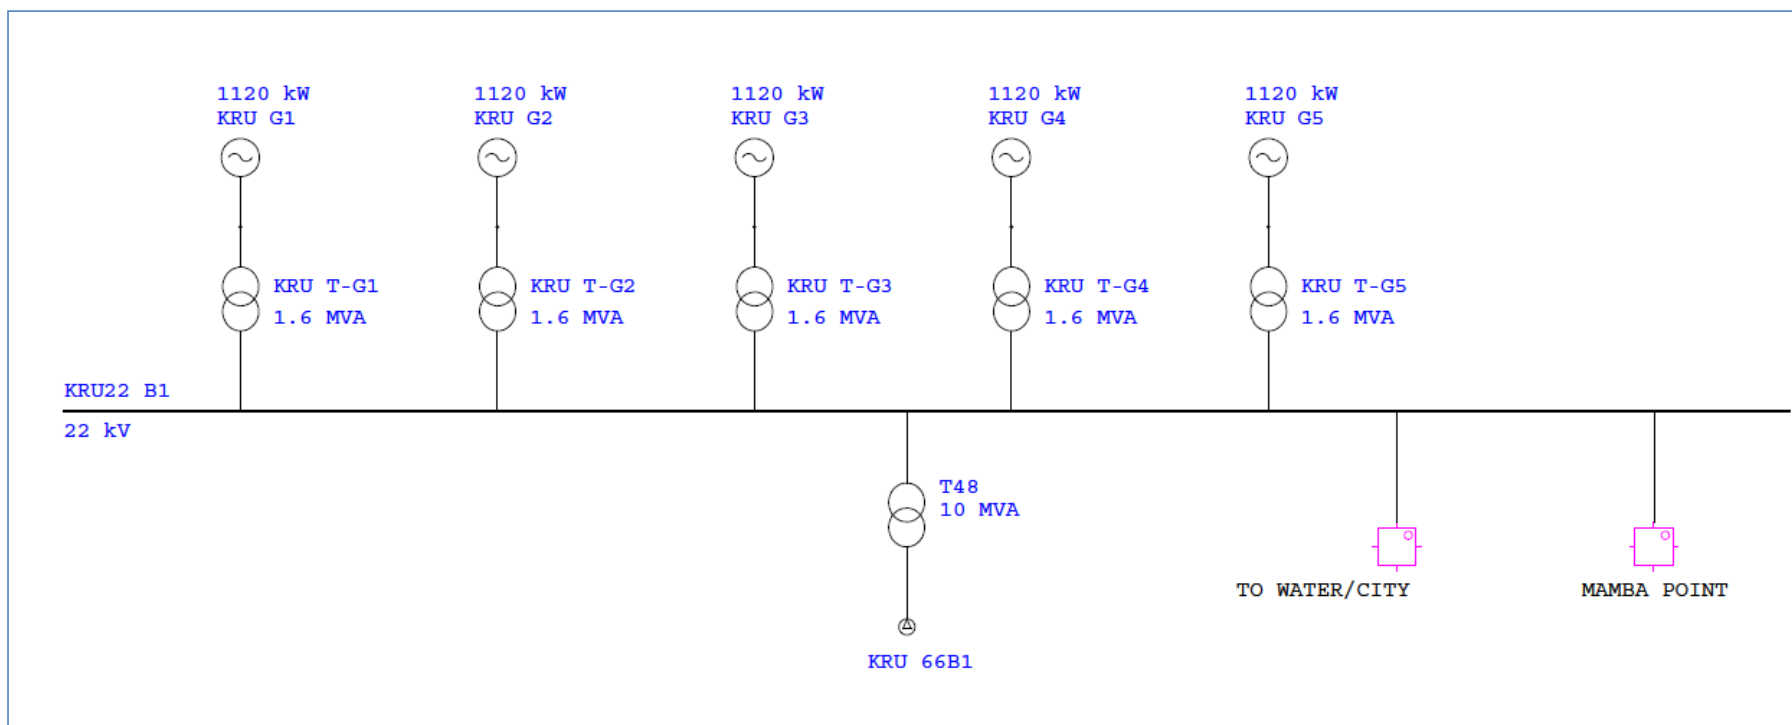 1120 kW
KRU G1
1120 kW
KRU G2
1120 kW
KRU G3
1120 kW
KRU G4
1120 kW
KRU G5
KRU T-G1
1.6 MVA
KRU T-G2
1.6 MVA
KRU T-G3
1.6 MVA
KRU T-G4
1.6 MVA
KRU T-G5
1.6 MVA
KRU22 B1
22 kV
T48
10 MVA
KRU 66B1
TO WATER/CITY
MAMBA POINT